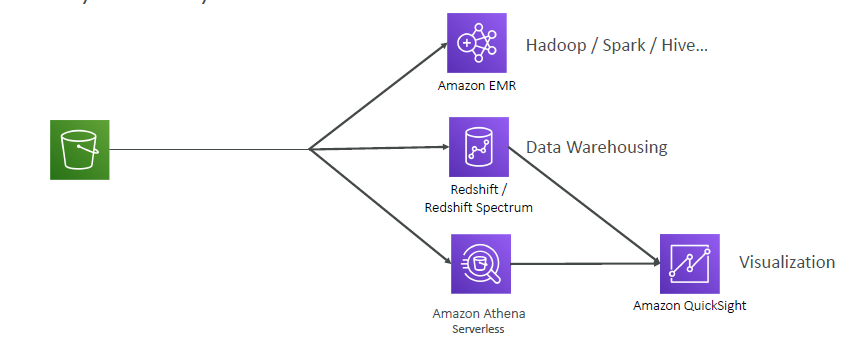 Amazon EMR
Hadoop / Spark / Hive...
Redshift /
Redshift Spectrum
Data Warehousing
Amazon Athena
Serverless
Amazon QuickSight
Visualization